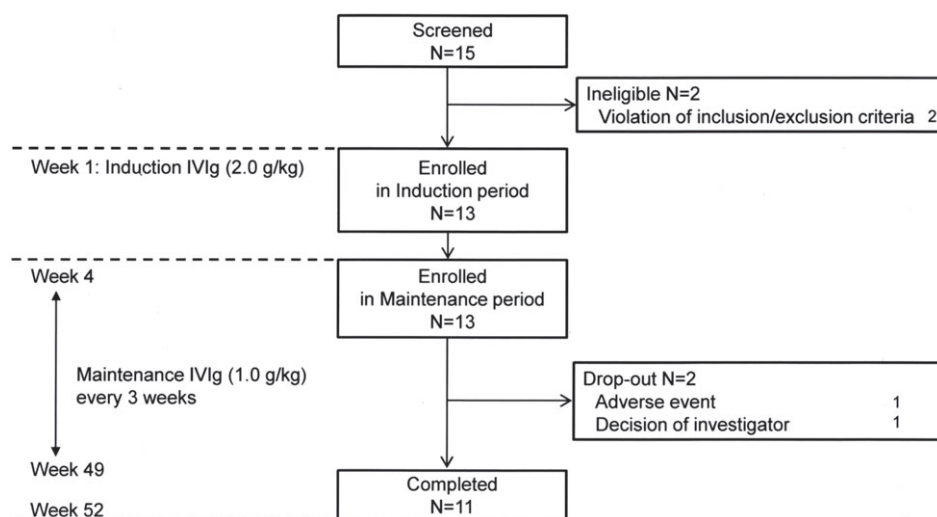 Screened
N=15
Ineligible N=2
Violation of inclusion/exclusion criteria 2
Week 1: Induction IVIg (2.0 g/kg)
Enrolled
in Induction period
N=13
Week 4
Enrolled
in Maintenance period
N=13
Maintenance IVIg (1.0 g/kg)
every 3 weeks
Drop-out N=2
Adverse event 1
Decision of investigator 1
Week 49
Completed
N=11
Week 52